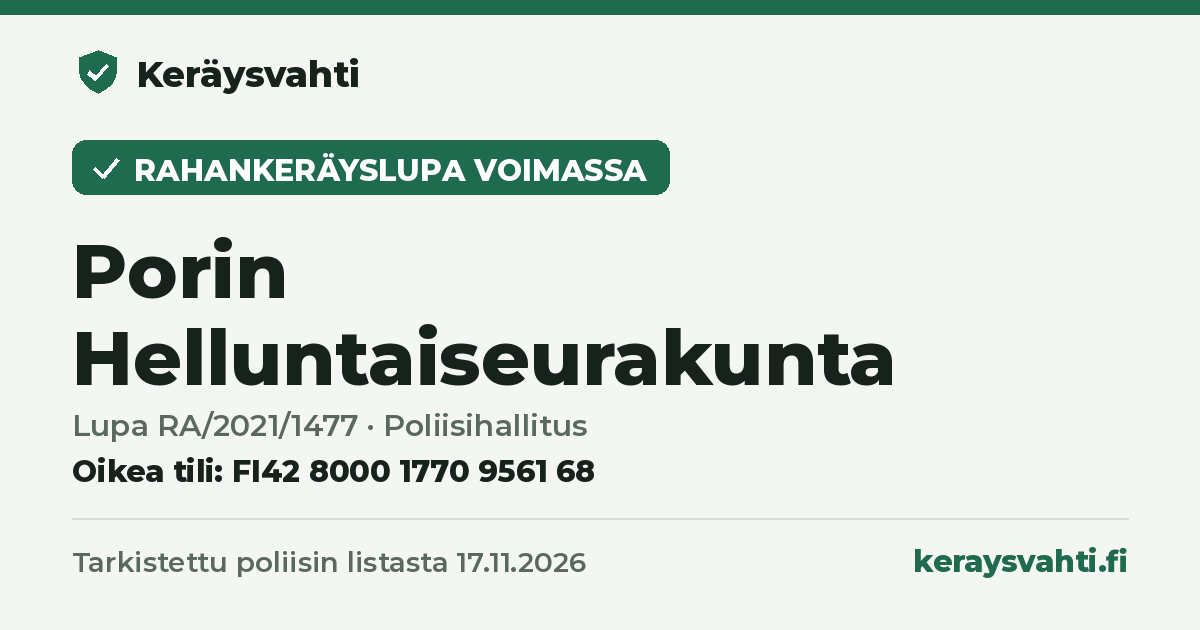 Keräysvahti
RAHANKERÄYSLUPA VOIMASSA
Porin
Helluntaiseurakunta
Lupa RA/2021/1477 · Poliisihallitus
Oikea tili: FI42 8000 1770 9561 68
Tarkistettu poliisin listasta 17.11.2026
keraysvahti.fi